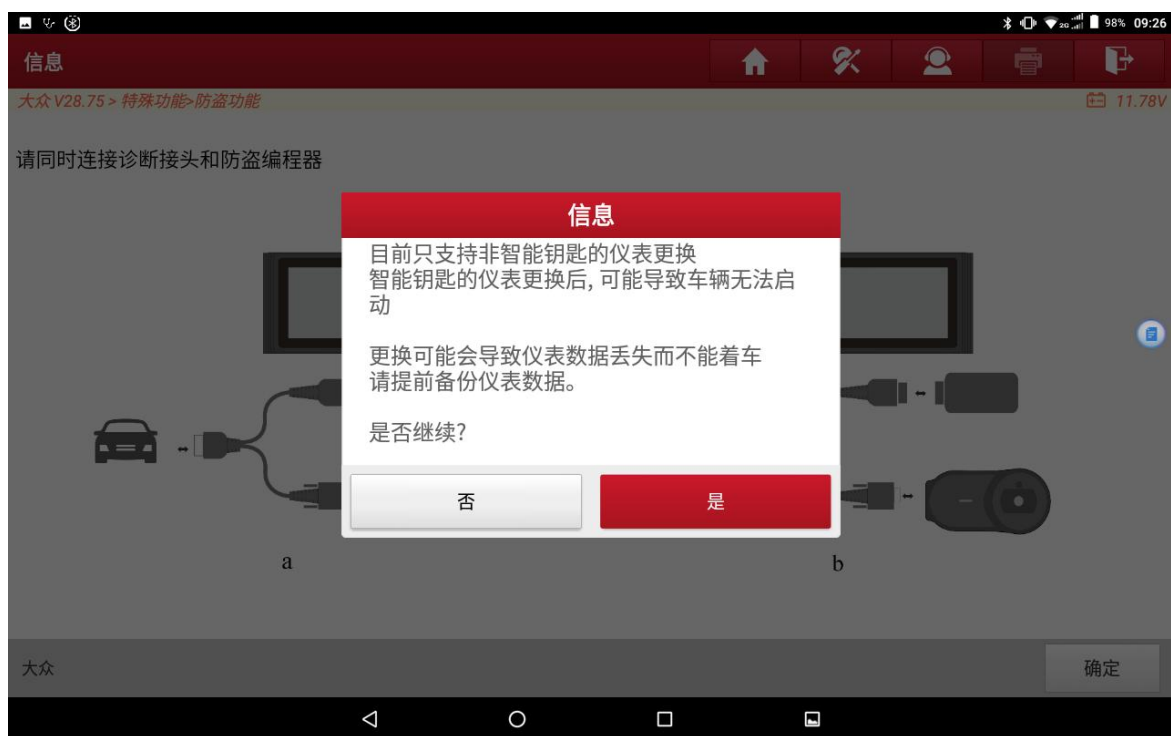 98% 09:26
信息
大众 V28.75 > 特殊功能>防盗功能
11.78V
请同时连接诊断接头和防盗编程器
信息
目前只支持非智能钥匙的仪表更换
智能钥匙的仪表更换后, 可能导致车辆无法启
动
更换可能会导致仪表数据丢失而不能着车
请提前备份仪表数据。
是否继续?
否
是
a
b
大众
确定